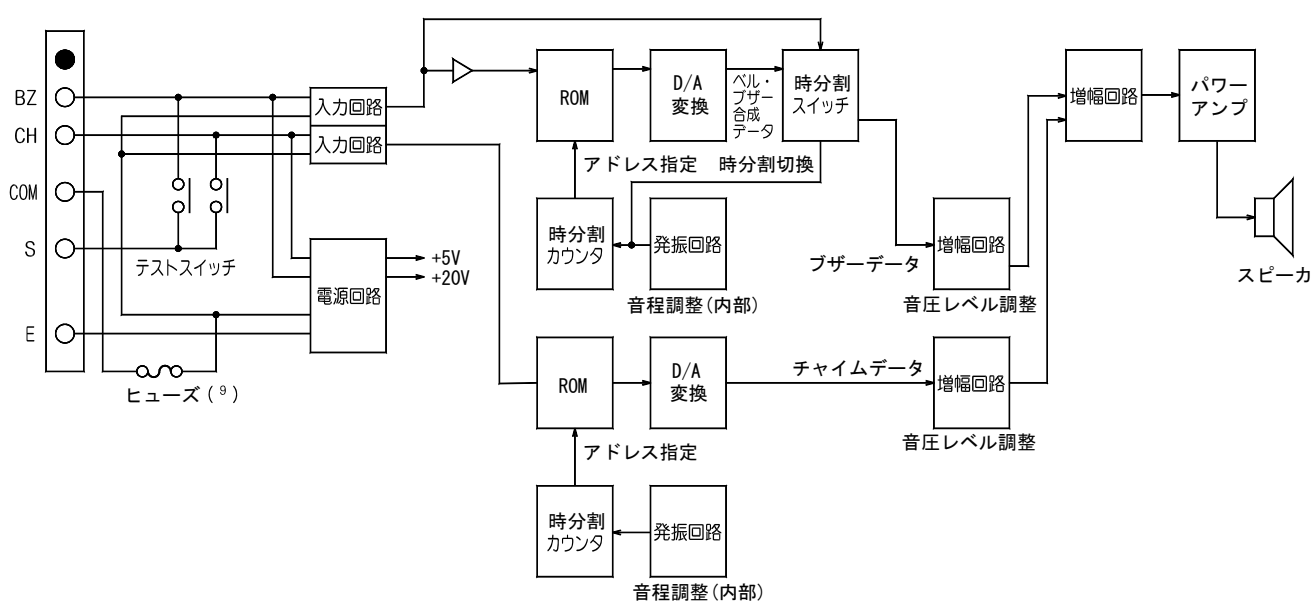 BZ
CH
COM
S
E
テストスイッチ
ヒューズ(⁹)
入力回路
入力回路
電源回路
+5V
+20V
ROM
D/A
変換
ベル・
ブザー
合成
データ
時分割
スイッチ
アドレス指定
時分割切換
時分割
カウンタ
発振回路
音程調整(内部)
ブザーデータ
増幅回路
音圧レベル調整
ROM
D/A
変換
チャイムデータ
増幅回路
音圧レベル調整
アドレス指定
時分割
カウンタ
発振回路
音程調整(内部)
増幅回路
パワー
アンプ
スピーカ